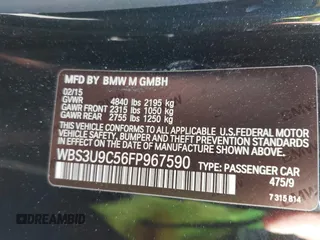 MFD BY BMW M GMBH
02/15
GVWR 4840 lbs 2195 kg
GAWR FRONT 2315 lbs 1050 kg
GAWR REAR 2755 lbs 1250 kg
THIS VEHICLE CONFORMS TO ALL APPLICABLE
U.S. FEDERAL MOTOR VEHICLE SAFETY, BUMPER,
AND THEFT PREVENTION STANDARDS IN EFFECT
ON THE DATE OF MANUFACTURE SHOWN ABOVE.
WBS3U9C56FP967590 TYPE: PASSENGER CAR
475/9
7 315 814
DREAMBID